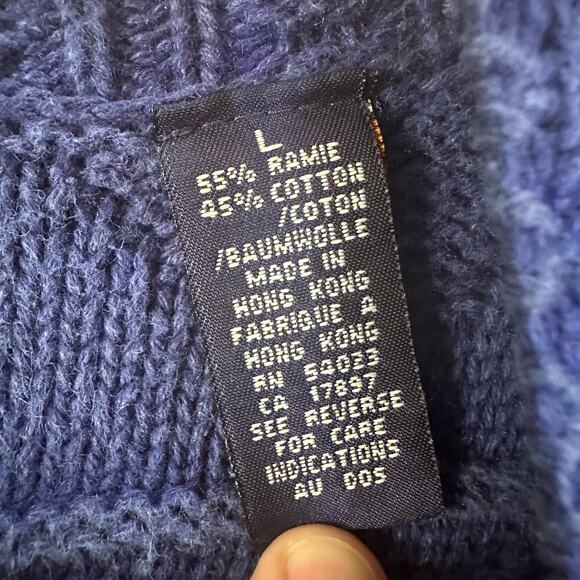 L
55% RAMIE
45% COTTON
/COTON
/BAUMWOLLE
MADE IN
HONG KONG
FABRIQUE A
HONG KONG
RN 54033
CA 17897
SEE REVERSE
FOR CARE
INDICATIONS
AU DOS